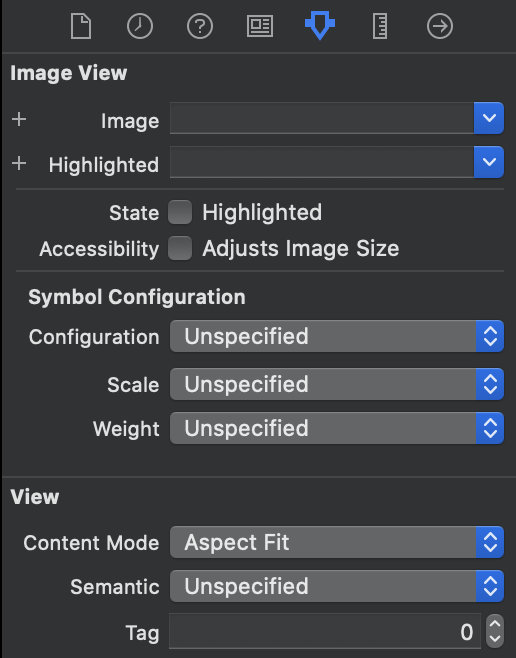 Image View
Image
Highlighted
State Highlighted
Accessibility Adjusts Image Size
Symbol Configuration
Configuration Unspecified
Scale Unspecified
Weight Unspecified
View
Content Mode Aspect Fit
Semantic Unspecified
Tag 0